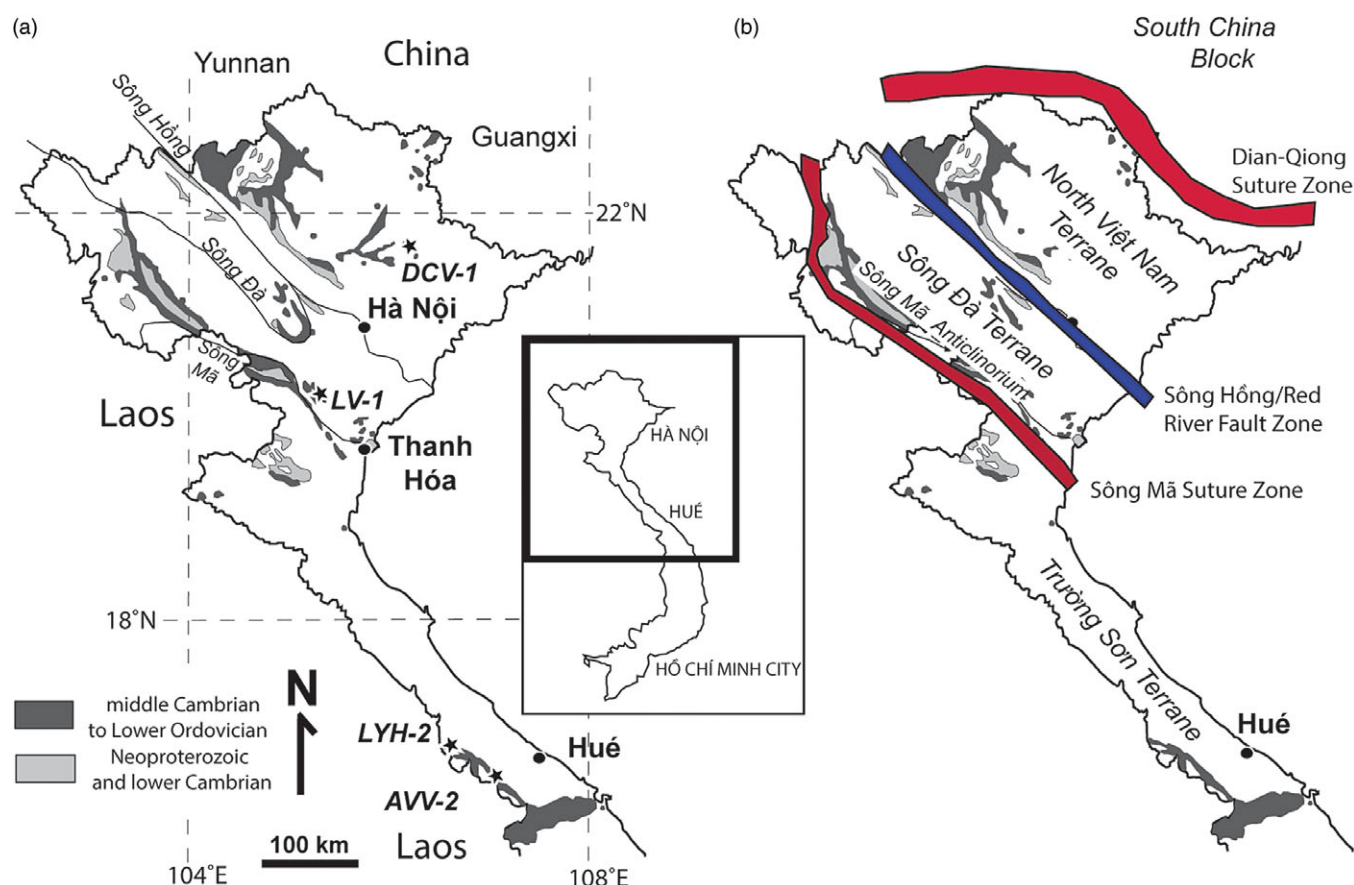 (a)
China
Yunnan
Sông Hồng
Guangxi
22˚N
Sông Đà
DCV-1
Hà Nội
Sông
Mã
LV-1
Laos
Thanh
Hóa
HÀ NỘI
HUÉ
HỒ CHÍ MINH CITY
18˚N
N
middle Cambrian
to Lower Ordovician
Neoproterozoic
and lower Cambrian
LYH-2
Hué
AVV-2
Laos
100 km
104˚E
108˚E
(b)
South China
Block
Dian-Qiong
Suture Zone
North Việt Nam
Terrane
Sông Đà Terrane
Sông Mã Anticlinorium
Sông Hồng/Red
River Fault Zone
Sông Mã Suture Zone
Trường Sơn Terrane
Hué